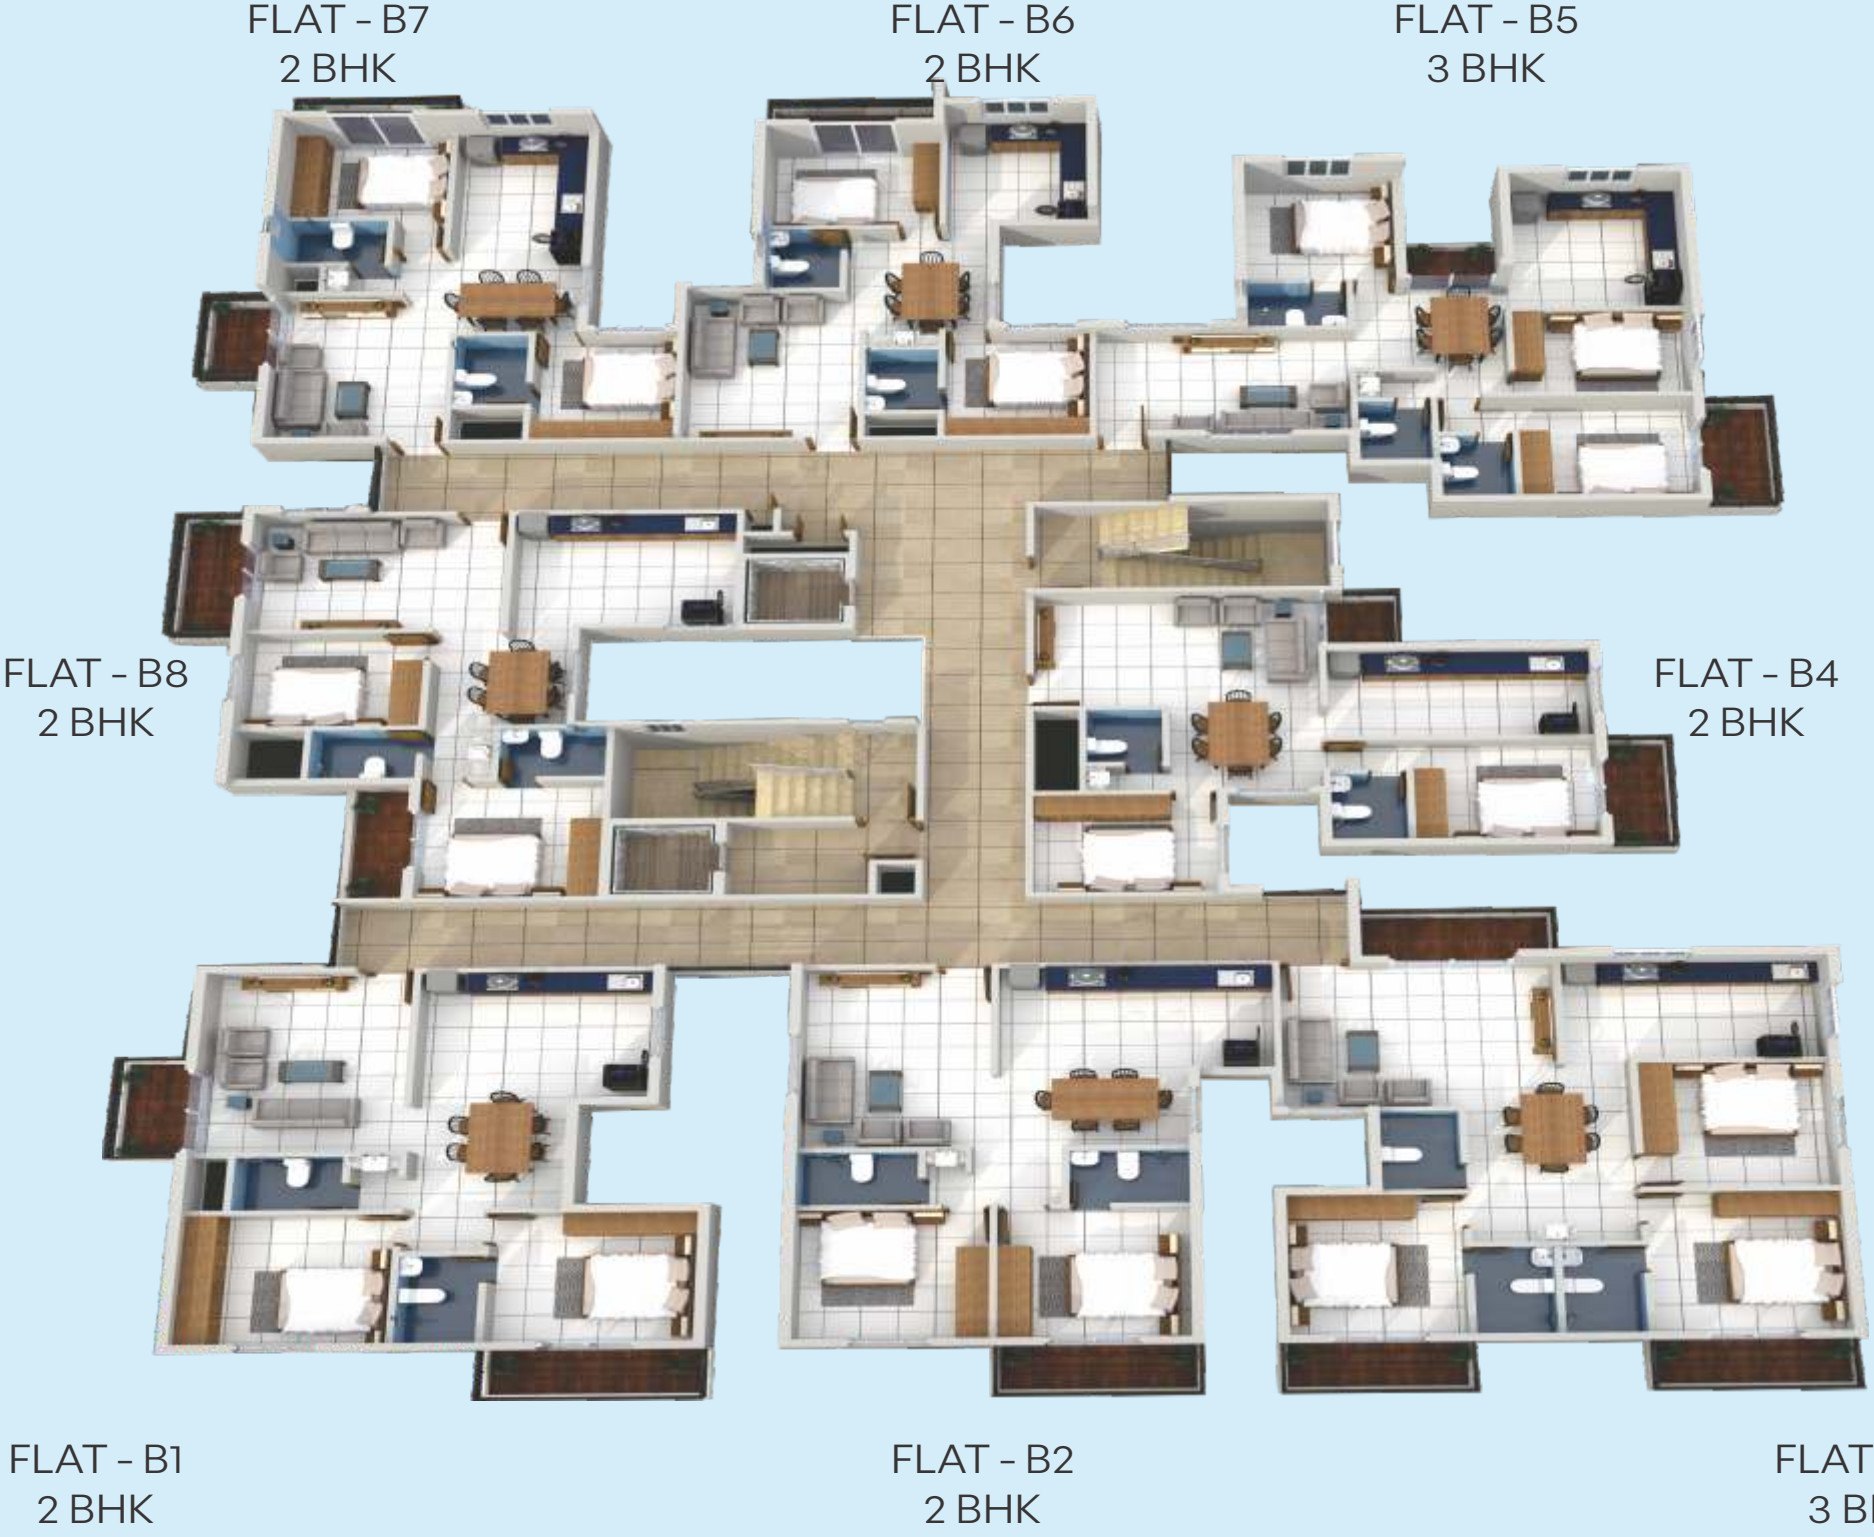 FLAT - B7
2 BHK
FLAT - B6
2 BHK
FLAT - B5
3 BHK
FLAT - B8
2 BHK
FLAT - B4
2 BHK
FLAT - B1
2 BHK
FLAT - B2
2 BHK
FLAT
3